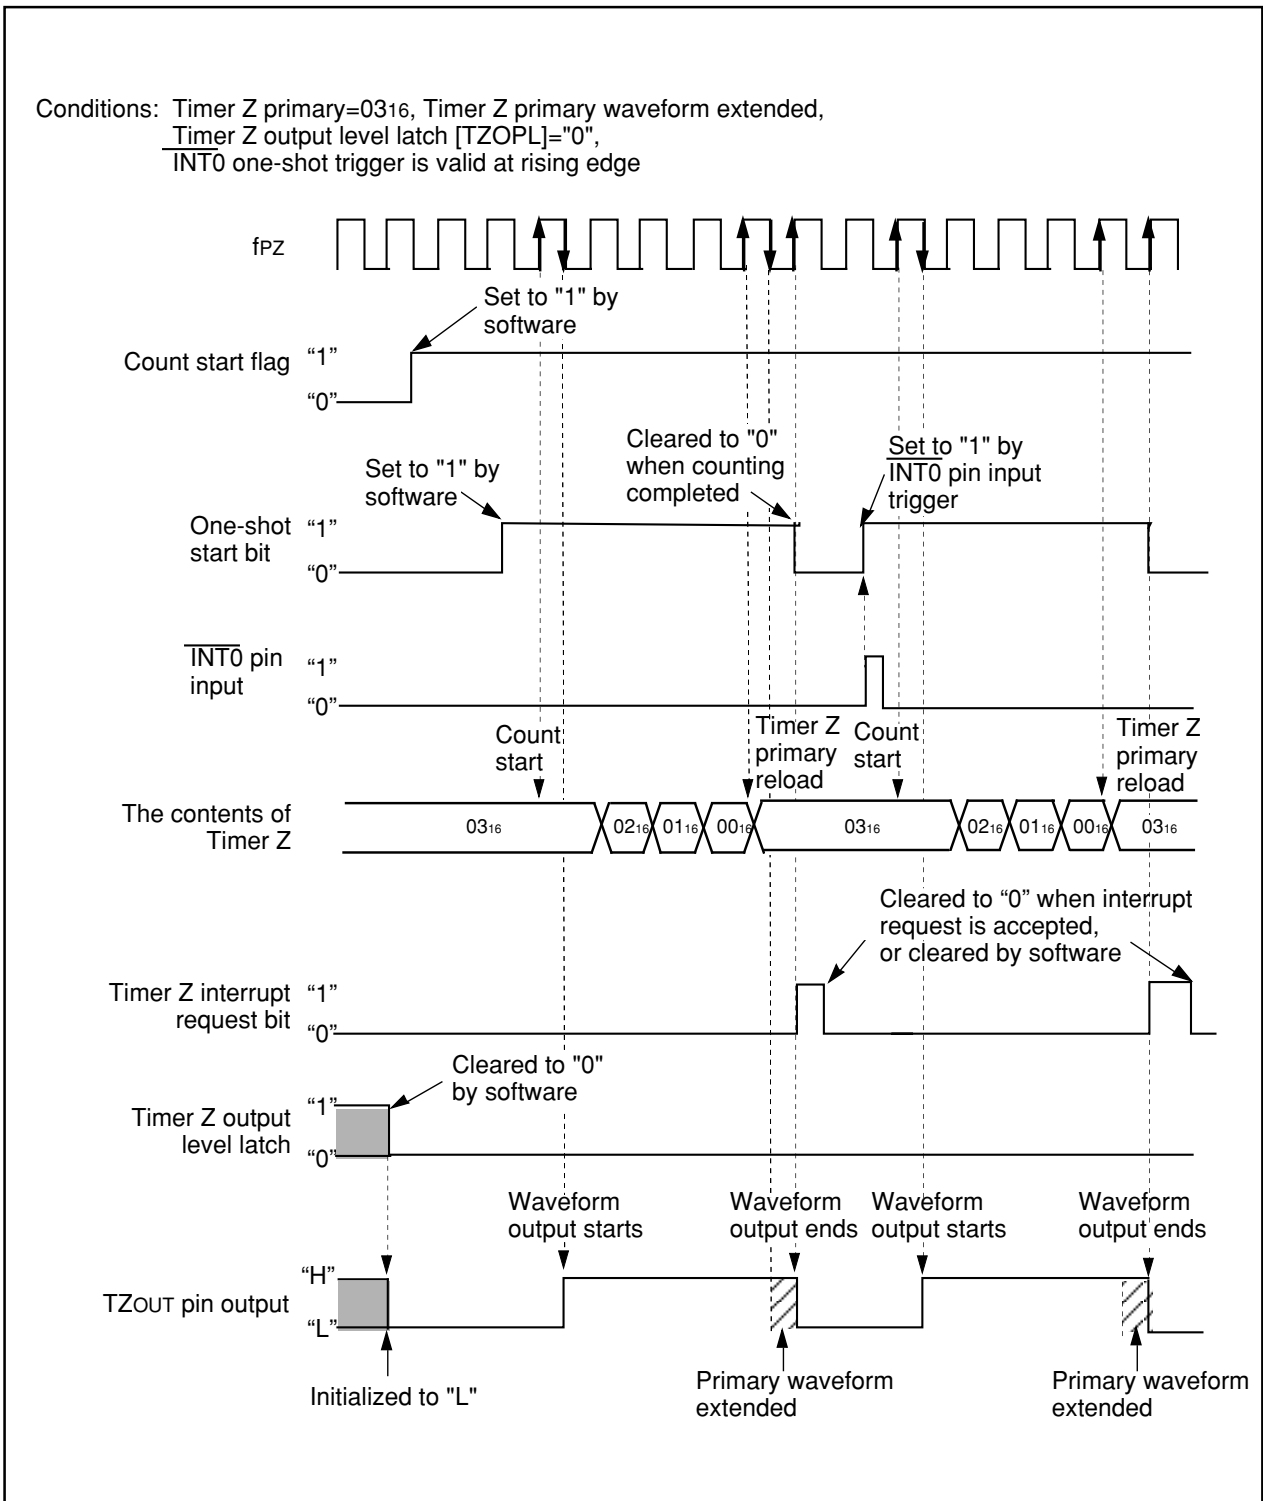 Conditions: Timer Z primary=0316, Timer Z primary waveform extended,
Timer Z output level latch [TZOPL]="0",
INT0 one-shot trigger is valid at rising edge
fPZ
Set to "1" by
software
Count start flag
“1”
“0”
Set to "1" by
software
Cleared to "0"
when counting
completed
Set to "1" by
INT0 pin input
trigger
One-shot
start bit
“1”
“0”
INT0 pin
input
“1”
“0”
Count
start
Timer Z
primary
reload
Count
start
Timer Z
primary
reload
The contents of
Timer Z
0316
0216
0116
0016
0316
0216
0116
0016
0316
Cleared to “0” when interrupt
request is accepted,
or cleared by software
Timer Z interrupt
request bit
“1”
“0”
Cleared to "0"
by software
Timer Z output
level latch
“1”
“0”
Waveform
output starts
Waveform
output ends
Waveform
output starts
Waveform
output ends
TZOUT pin output
“H”
“L”
Initialized to "L"
Primary waveform
extended
Primary waveform
extended